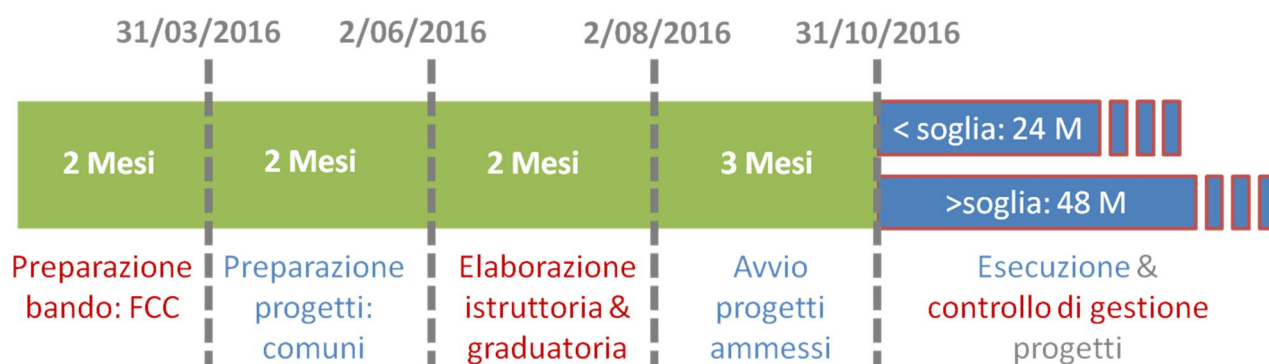 31/03/2016 2/06/2016 2/08/2016 31/10/2016
2 Mesi 2 Mesi 2 Mesi 3 Mesi
< soglia: 24 M
>soglia: 48 M
Preparazione
bando: FCC
Preparazione
progetti:
comuni
Elaborazione
istruttoria &
graduatoria
Avvio
progetti
ammessi
Esecuzione &
controllo di gestione
progetti